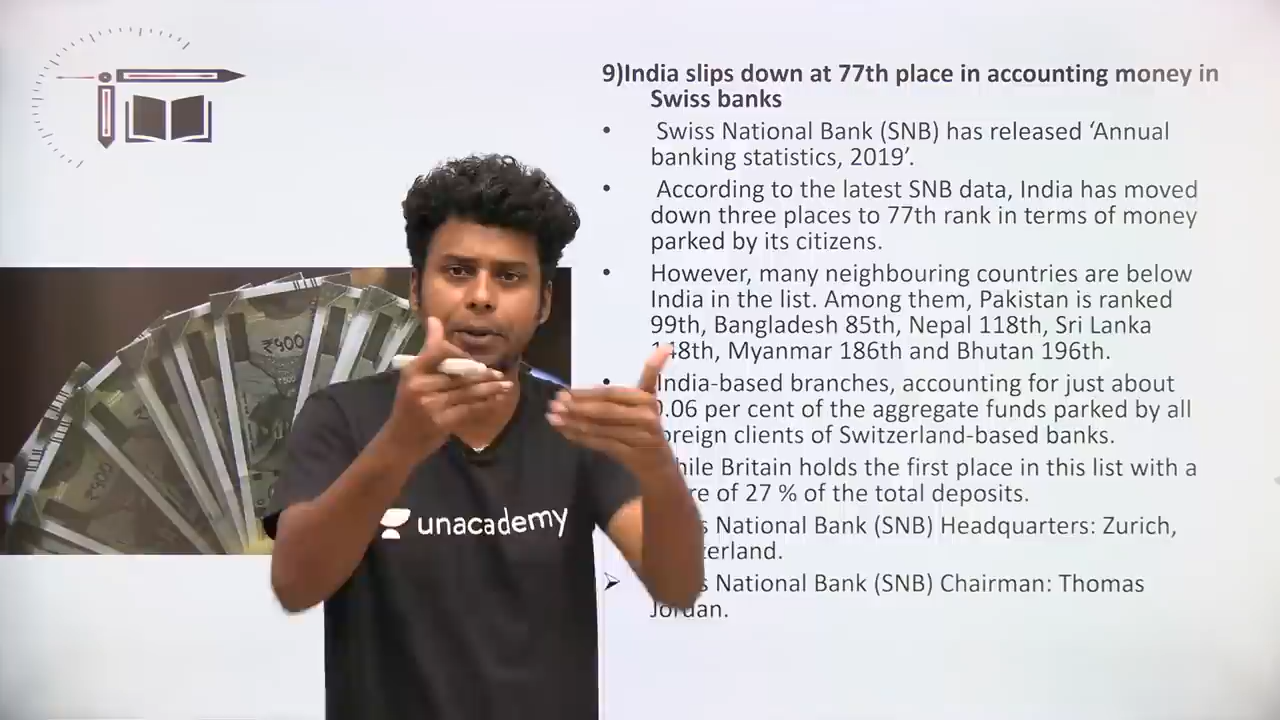 9)India slips down at 77th place in accounting money in
Swiss banks
• Swiss National Bank (SNB) has released ‘Annual
banking statistics, 2019’.
• According to the latest SNB data, India has moved
down three places to 77th rank in terms of money
parked by its citizens.
• However, many neighbouring countries are below
India in the list. Among them, Pakistan is ranked
99th, Bangladesh 85th, Nepal 118th, Sri Lanka
148th, Myanmar 186th and Bhutan 196th.
• India-based branches, accounting for just about
0.06 per cent of the aggregate funds parked by all
foreign clients of Switzerland-based banks.
Britain holds the first place in this list with a
of 27 % of the total deposits.
National Bank (SNB) Headquarters: Zurich,
➢ National Bank (SNB) Chairman: Thomas
Jordan.
unacademy